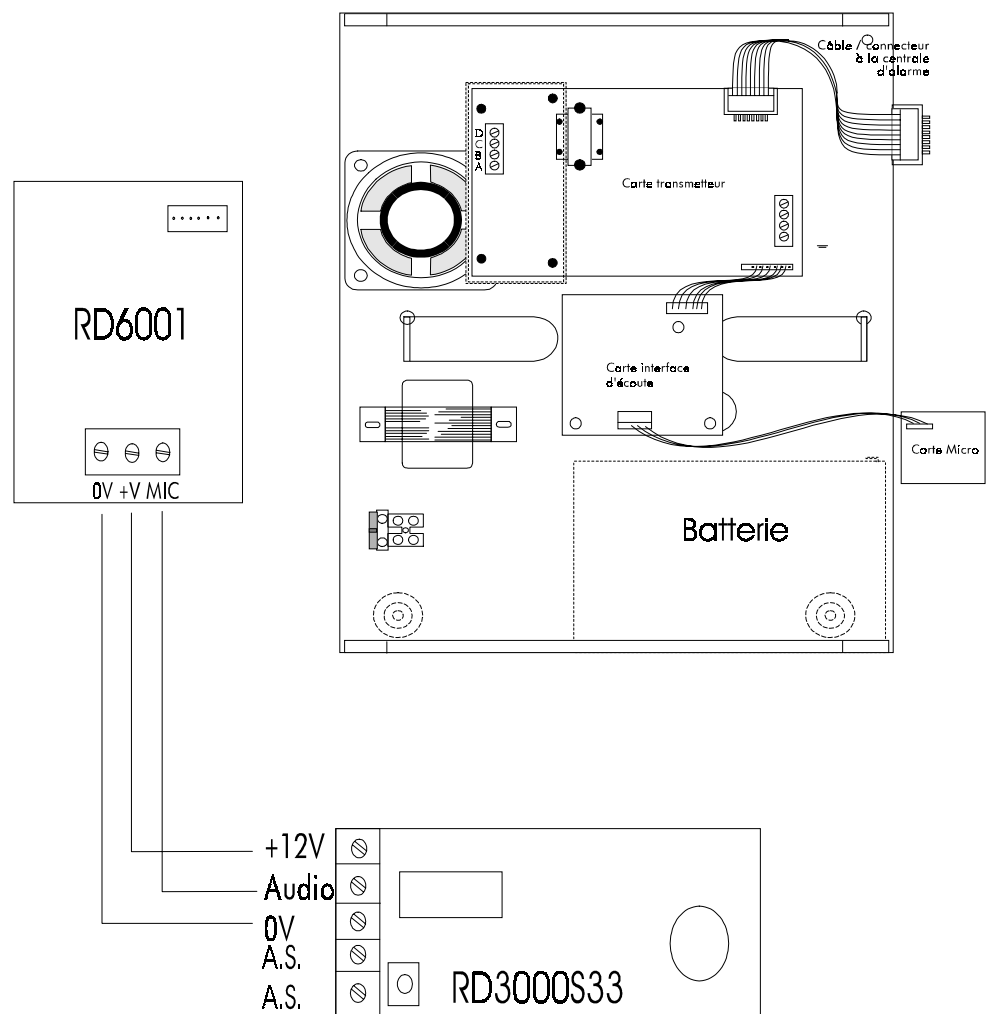 Câble / connecteur
à la centrale
d'alarme
D
C
B
A
Carte transmetteur
RD6001
Carte interface
d'écoute
Carte Micro
0V +V MIC
Batterie
+12V
Audio
0V
A.S.
A.S.
RD3000S33